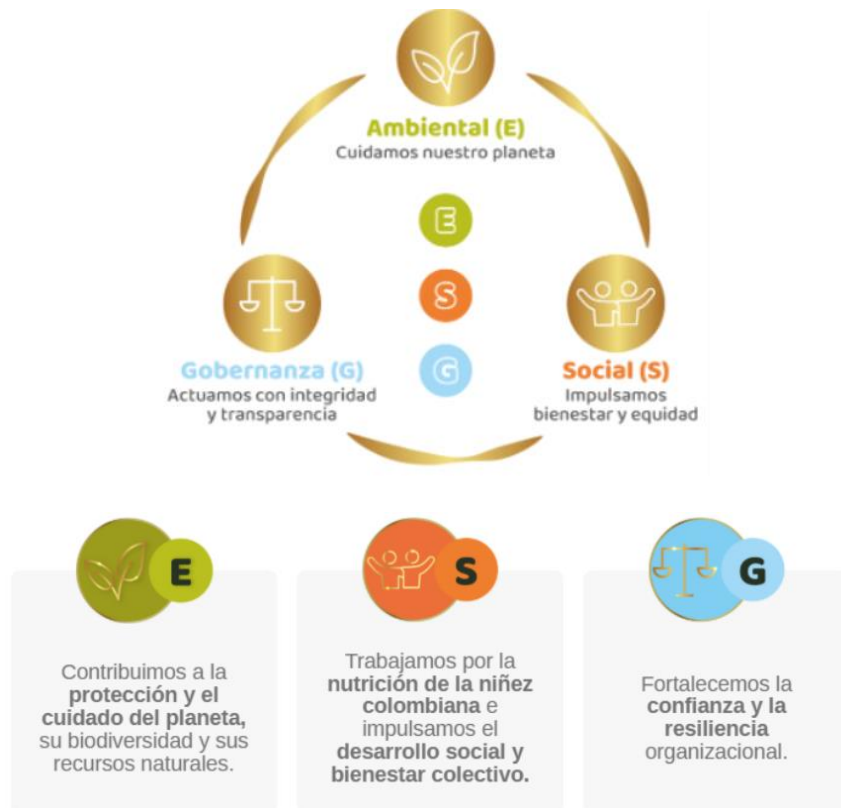 Ambiental (E)
Cuidamos nuestro planeta
E
S
G
Gobernanza (G)
Actuamos con integridad
y transparencia
Social (S)
Impulsamos
bienestar y equidad
E
Contribuimos a la
protección y el
cuidado del planeta,
su biodiversidad y sus
recursos naturales.
S
Trabajamos por la
nutrición de la niñez
colombiana e
impulsamos el
desarrollo social y
bienestar colectivo.
G
Fortalecemos la
confianza y la
resiliencia
organizacional.